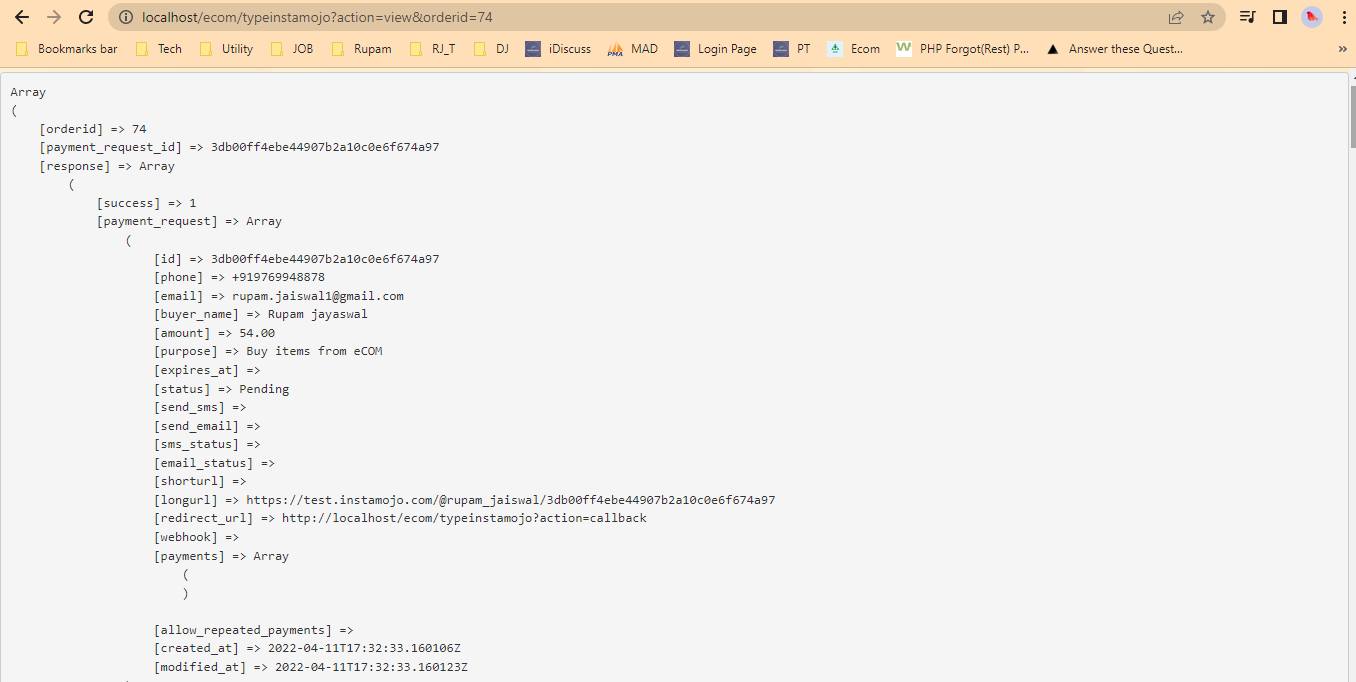 localhost/ecom/typeinstamojo?action=view&orderid=74
Bookmarks bar Tech Utility JOB Rupam RJ_T DJ iDiscuss PMA MAD Login Page PT Ecom W PHP Forgot(Rest) P... Answer these Quest... »
Array
(
[orderid] => 74
[payment_request_id] => 3db00ff4ebe44907b2a10c0e6f674a97
[response] => Array
(
[success] => 1
[payment_request] => Array
(
[id] => 3db00ff4ebe44907b2a10c0e6f674a97
[phone] => +919769948878
[email] => rupam.jaiswal1@gmail.com
[buyer_name] => Rupam jayaswal
[amount] => 54.00
[purpose] => Buy items from eCOM
[expires_at] =>
[status] => Pending
[send_sms] =>
[send_email] =>
[sms_status] =>
[email_status] =>
[shorturl] =>
[longurl] => https://test.instamojo.com/@rupam_jaiswal/3db00ff4ebe44907b2a10c0e6f674a97
[redirect_url] => http://localhost/ecom/typeinstamojo?action=callback
[webhook] =>
[payments] => Array
(
)
[allow_repeated_payments] =>
[created_at] => 2022-04-11T17:32:33.160106Z
[modified_at] => 2022-04-11T17:32:33.160123Z